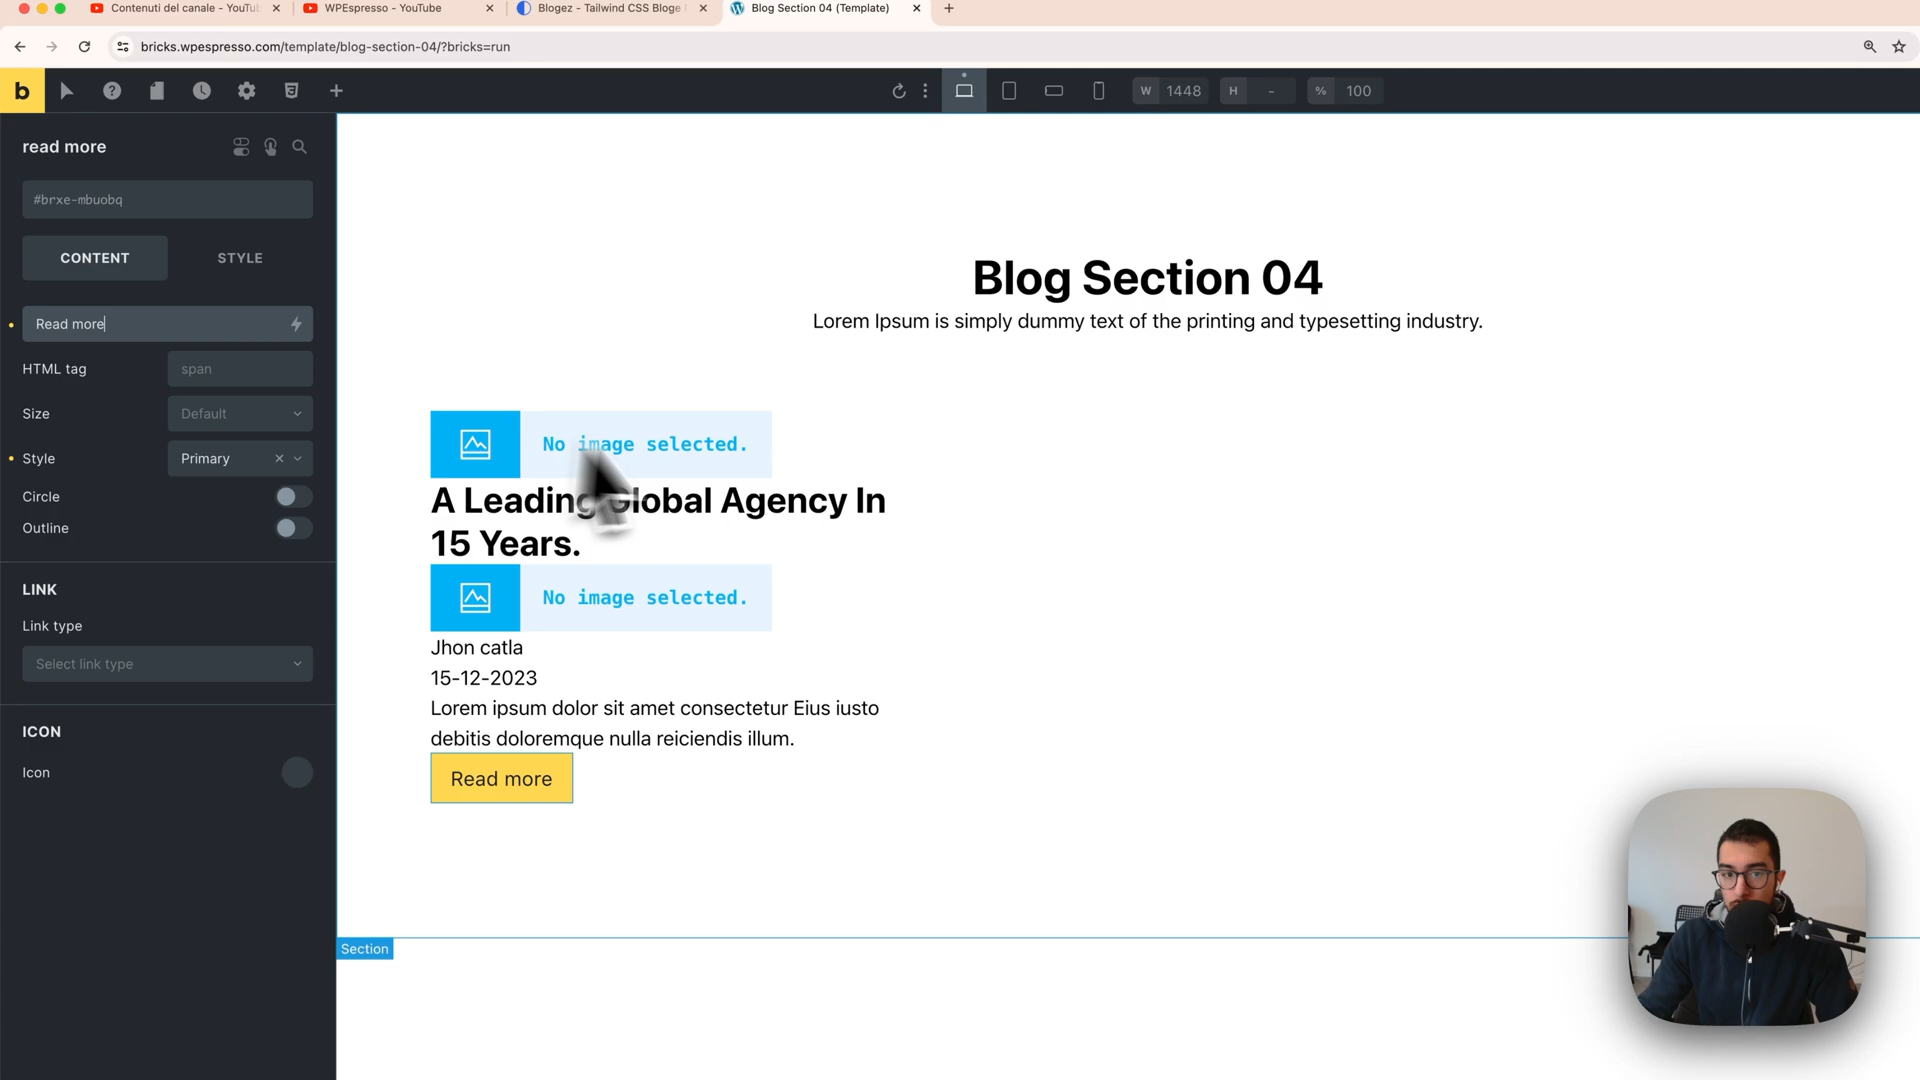 Contenuti del canale - YouTu
WPEspresso - YouTube
Blogez - Tailwind CSS Bloge
Blog Section 04 (Template)
bricks.wpespresso.com/template/blog-section-04/?bricks=run
b
W 1448
H -
% 100
read more
#brxe-mbuobq
CONTENT
STYLE
Read more
HTML tag
span
Size
Default
Style
Primary
Circle
Outline
LINK
Link type
Select link type
ICON
Icon
Blog Section 04
Lorem Ipsum is simply dummy text of the printing and typesetting industry.
No image selected.
A Leading Global Agency In
15 Years.
No image selected.
Jhon catla
15-12-2023
Lorem ipsum dolor sit amet consectetur Eius iusto
debitis doloremque nulla reiciendis illum.
Read more
Section